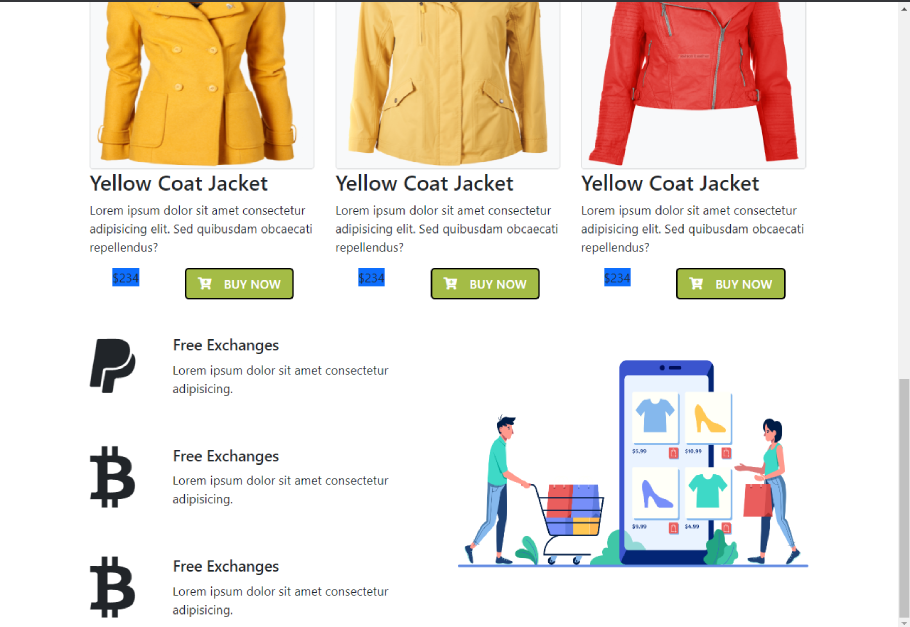 Yellow Coat Jacket
Lorem ipsum dolor sit amet consectetur
adipisicing elit. Sed quibusdam obcaecati
repellendus?
$234
BUY NOW
Yellow Coat Jacket
Lorem ipsum dolor sit amet consectetur
adipisicing elit. Sed quibusdam obcaecati
repellendus?
$234
BUY NOW
Yellow Coat Jacket
Lorem ipsum dolor sit amet consectetur
adipisicing elit. Sed quibusdam obcaecati
repellendus?
$234
BUY NOW
Free Exchanges
Lorem ipsum dolor sit amet consectetur
adipisicing.
Free Exchanges
Lorem ipsum dolor sit amet consectetur
adipisicing.
Free Exchanges
Lorem ipsum dolor sit amet consectetur
adipisicing.
$5,99
$10.99
$9,99
$4.99